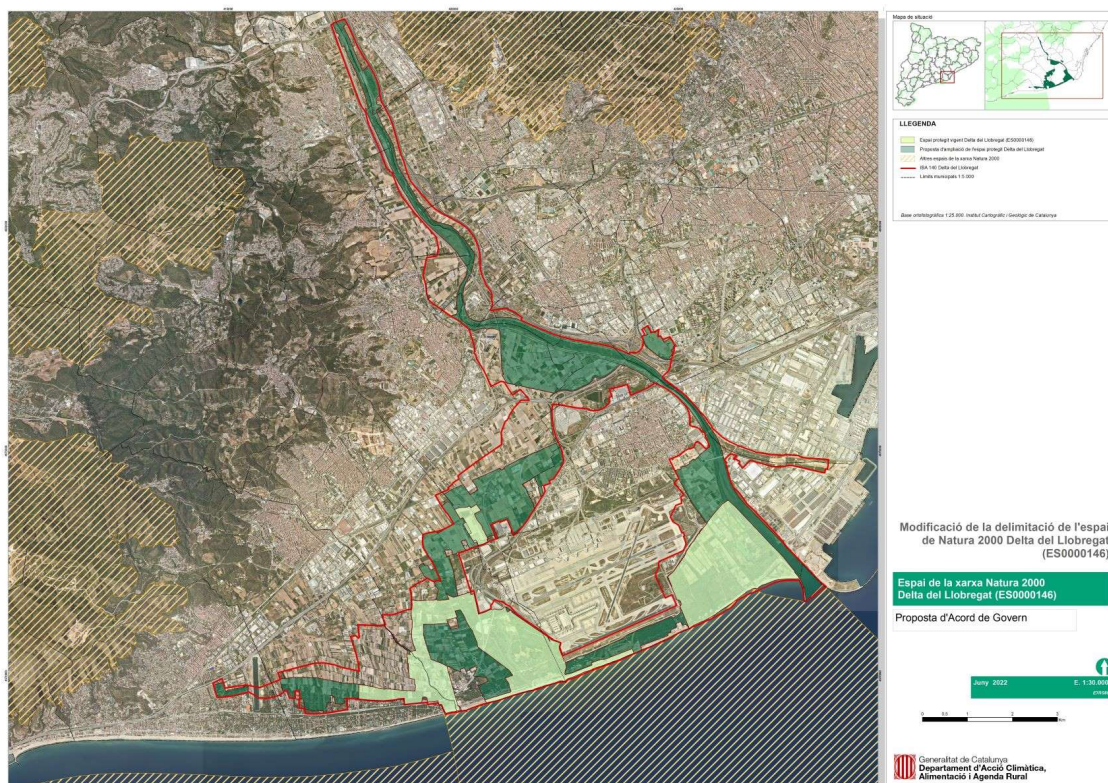 Mapa de situació
LLEGENDA
Espai protegit vigent Delta del Llobregat (ES0000146)
Proposta d'ampliació de l'espai protegit Delta del Llobregat
Altres espais de la xarxa Natura 2000
IBA 140 Delta del Llobregat
Límits municipals 1:5.000
Base ortofotogràfica 1:25.000. Institut Cartogràfic i Geològic de Catalunya
Modificació de la delimitació de l'espai
de Natura 2000 Delta del Llobregat
(ES0000146)
Espai de la xarxa Natura 2000
Delta del Llobregat (ES0000146)
Proposta d'Acord de Govern
Juny 2022 E. 1:30.000
0 0.5 1 2 3
Km
Generalitat de Catalunya
Departament d'Acció Climàtica,
Alimentació i Agenda Rural